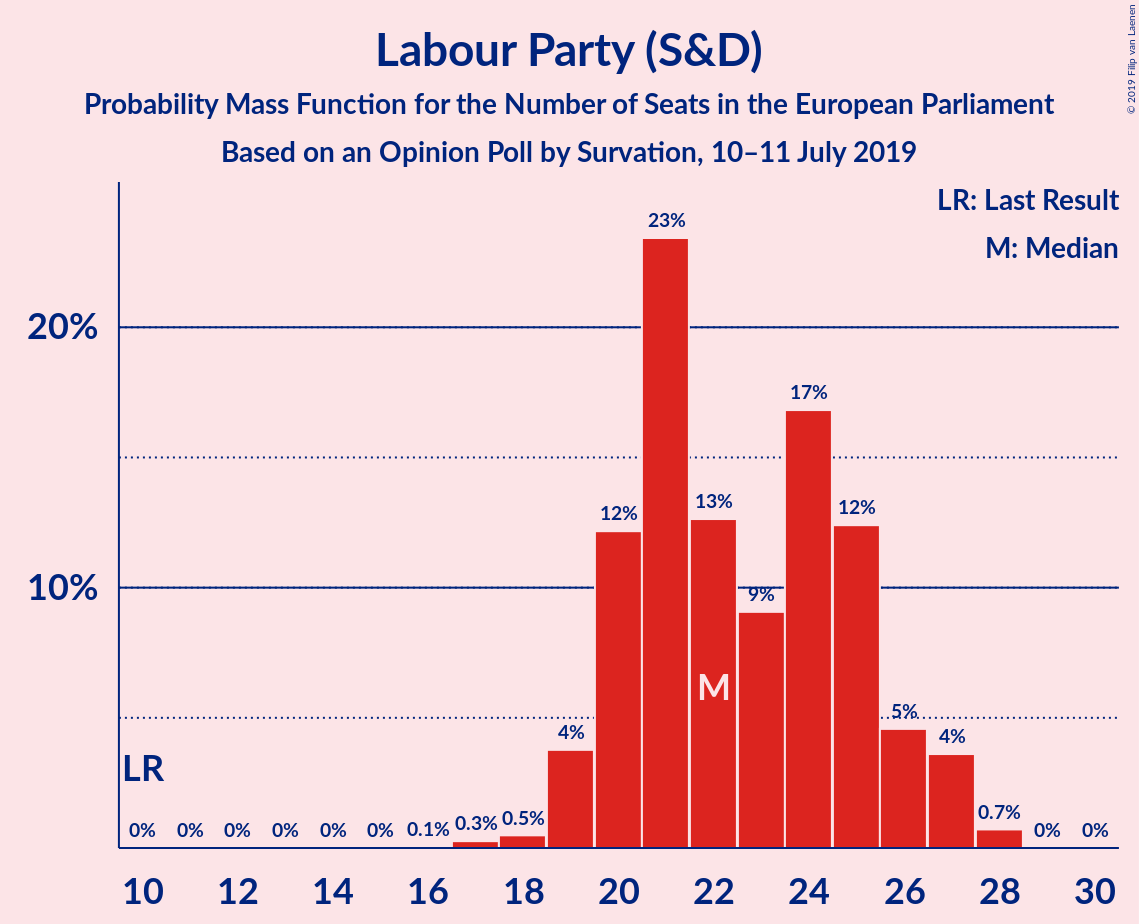 Labour Party (S&D)
Probability Mass Function for the Number of Seats in the European Parliament
Based on an Opinion Poll by Survation, 10–11 July 2019
© 2019 Filip van Laenen
LR: Last Result
M: Median
20%
10%
LR
0%
0%
0%
0%
0%
0%
0.1%
0.3%
0.5%
4%
12%
23%
13%
M
9%
17%
12%
5%
4%
0.7%
0%
0%
10 12 14 16 18 20 22 24 26 28 30